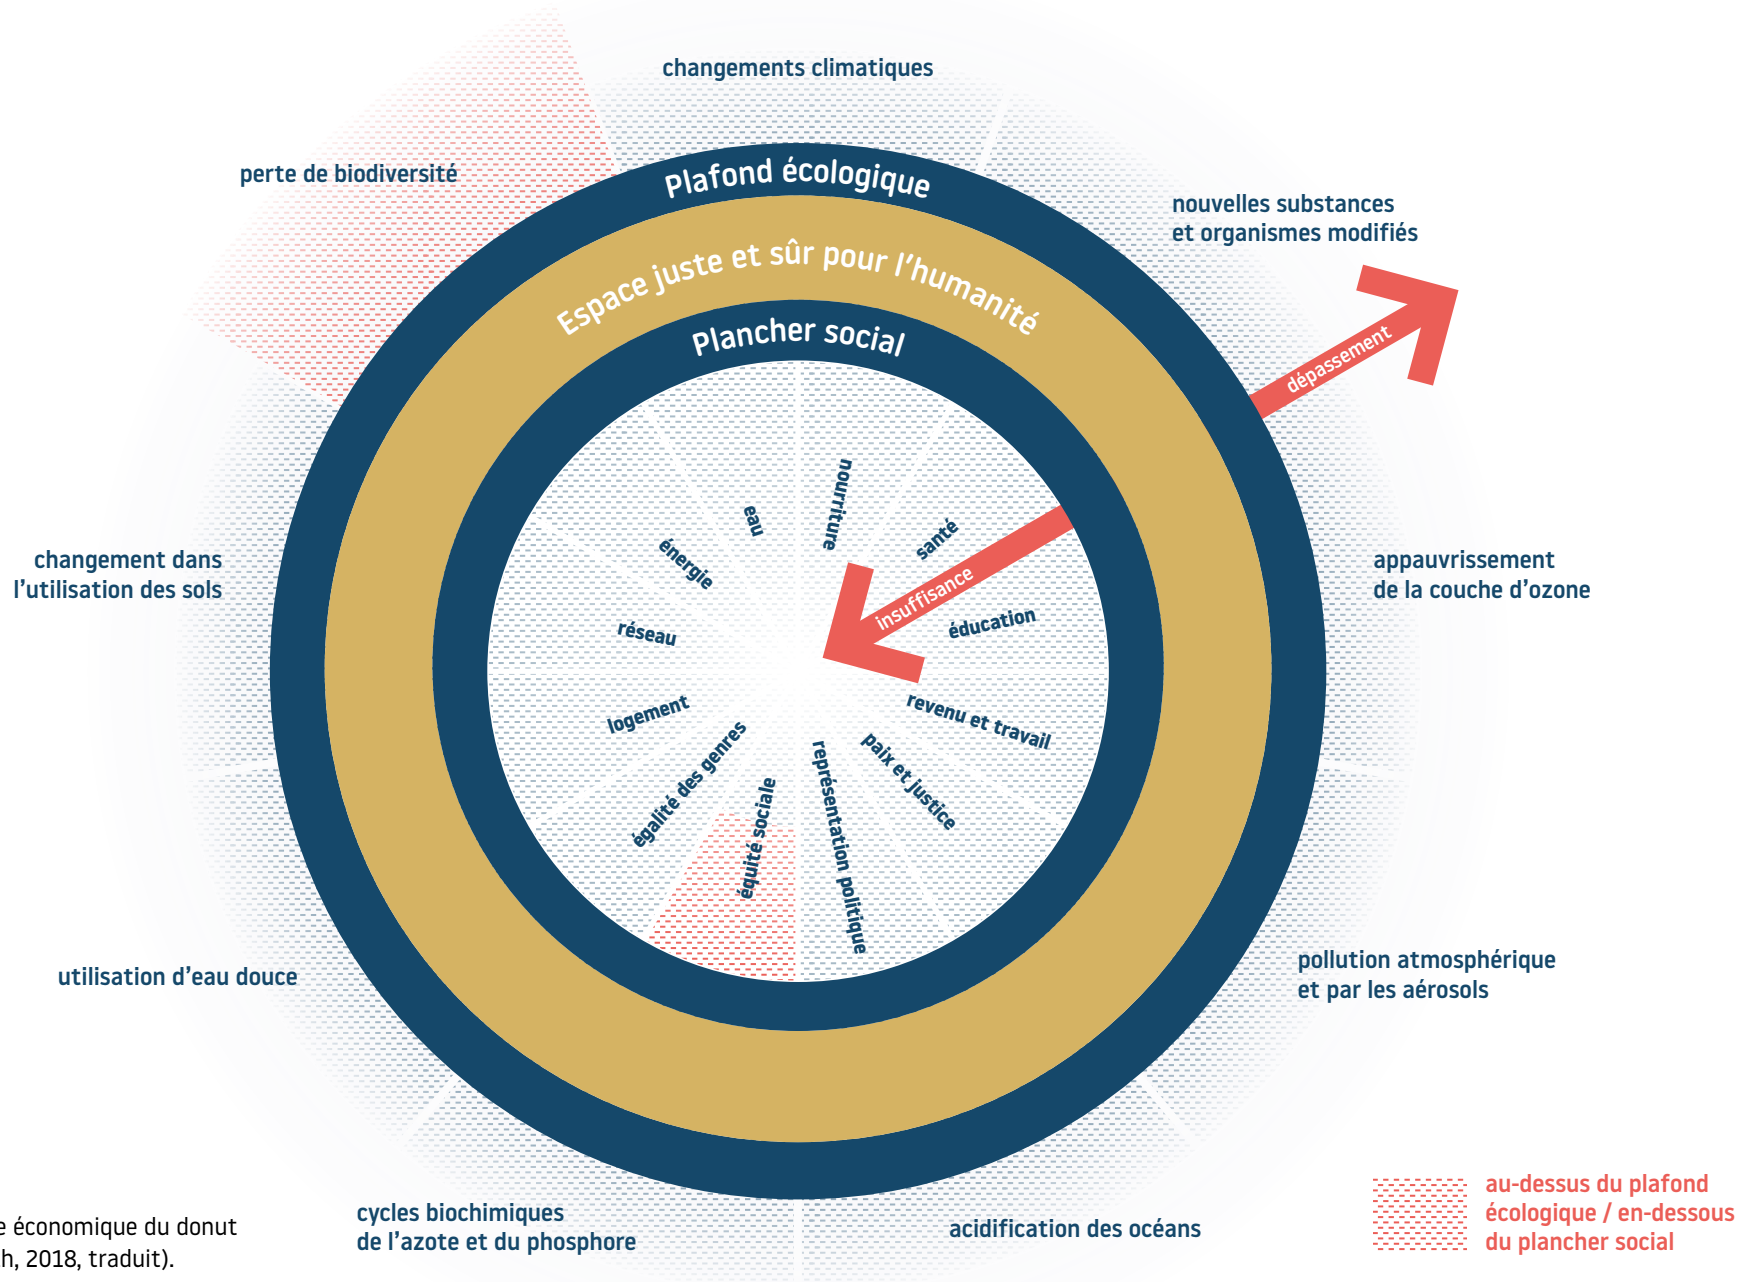 changements climatiques
perte de biodiversité
Plafond écologique
nouvelles substances
et organismes modifiés
Espace juste et sûr pour l'humanité
Plancher social
dépassement
nourriture
eau
santé
énergie
insuffisance
réseau
éducation
changement dans
l'utilisation des sols
appauvrissement
de la couche d'ozone
logement
revenu et travail
égalité des genres
paix et justice
équité sociale
représentation politique
utilisation d'eau douce
pollution atmosphérique
et par les aérosols
cycles biochimiques
de l'azote et du phosphore
acidification des océans
au-dessus du plafond
écologique / en-dessous
du plancher social
économique du donut
2018, traduit).